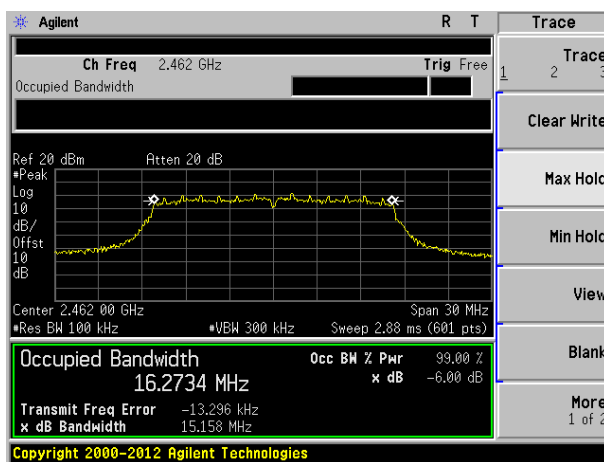 Agilent R T Trace
Ch Freq 2.462 GHz Trig Free
Occupied Bandwidth
Trace
1 2 3
Clear Write
Max Hold
Min Hold
View
Blank
More
1 of 2
Ref 20 dBm Atten 20 dB
#Peak
Log
10
dB/
Offst
10
dB
Center 2.462 00 GHz Span 30 MHz
#Res BW 100 kHz #VBW 300 kHz Sweep 2.88 ms (601 pts)
Occupied Bandwidth Occ BW % Pwr 99.00 %
16.2734 MHz x dB -6.00 dB
Transmit Freq Error -13.296 kHz
x dB Bandwidth 15.158 MHz
Copyright 2000-2012 Agilent Technologies